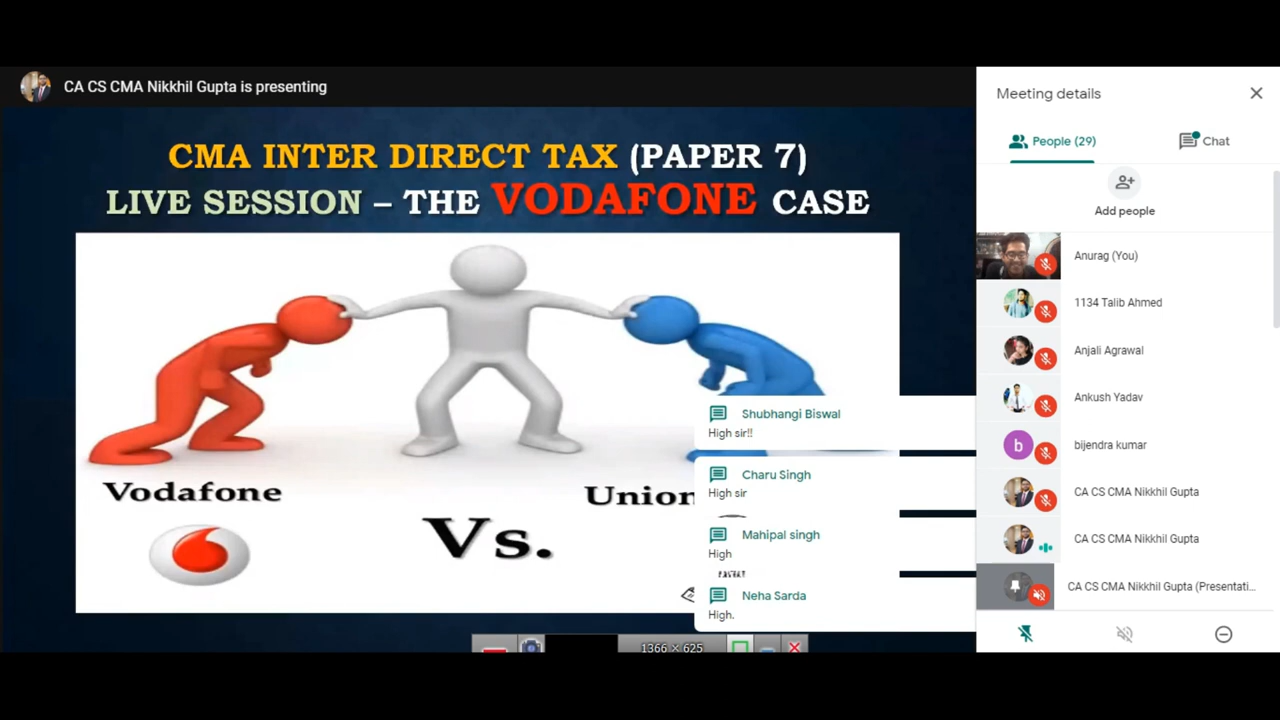 CA CS CMA Nikkhil Gupta is presenting
CMA INTER DIRECT TAX (PAPER 7)
LIVE SESSION – THE VODAFONE CASE
Vodafone
Vs.
Union
Shubhangi Biswal
High sir!!
Charu Singh
High sir
Mahipal singh
High
Neha Sarda
High.
1366 × 625
Meeting details
People (29)
Chat
Add people
Anurag (You)
1134 Talib Ahmed
Anjali Agrawal
Ankush Yadav
b
bijendra kumar
CA CS CMA Nikkhil Gupta
CA CS CMA Nikkhil Gupta
CA CS CMA Nikkhil Gupta (Presentati...